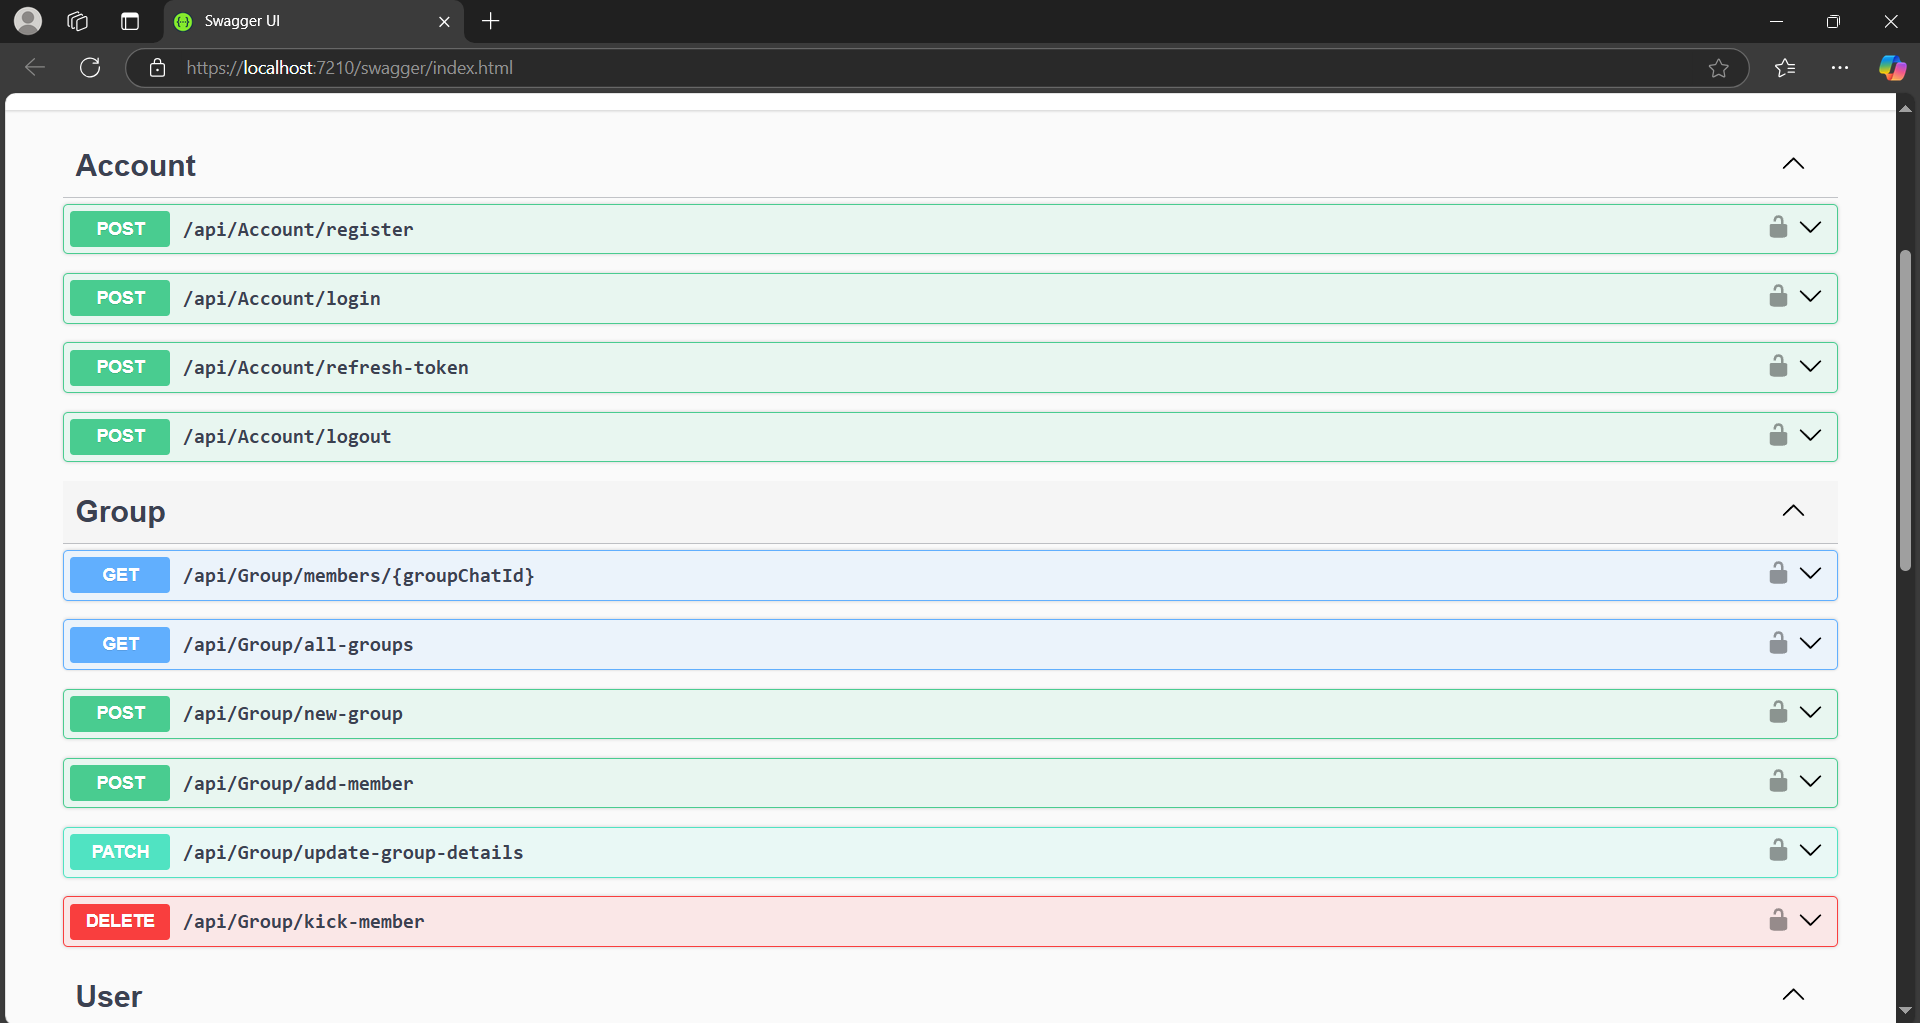 Swagger UI
https://localhost:7210/swagger/index.html
Account
POST /api/Account/register
POST /api/Account/login
POST /api/Account/refresh-token
POST /api/Account/logout
Group
GET /api/Group/members/{groupChatId}
GET /api/Group/all-groups
POST /api/Group/new-group
POST /api/Group/add-member
PATCH /api/Group/update-group-details
DELETE /api/Group/kick-member
User